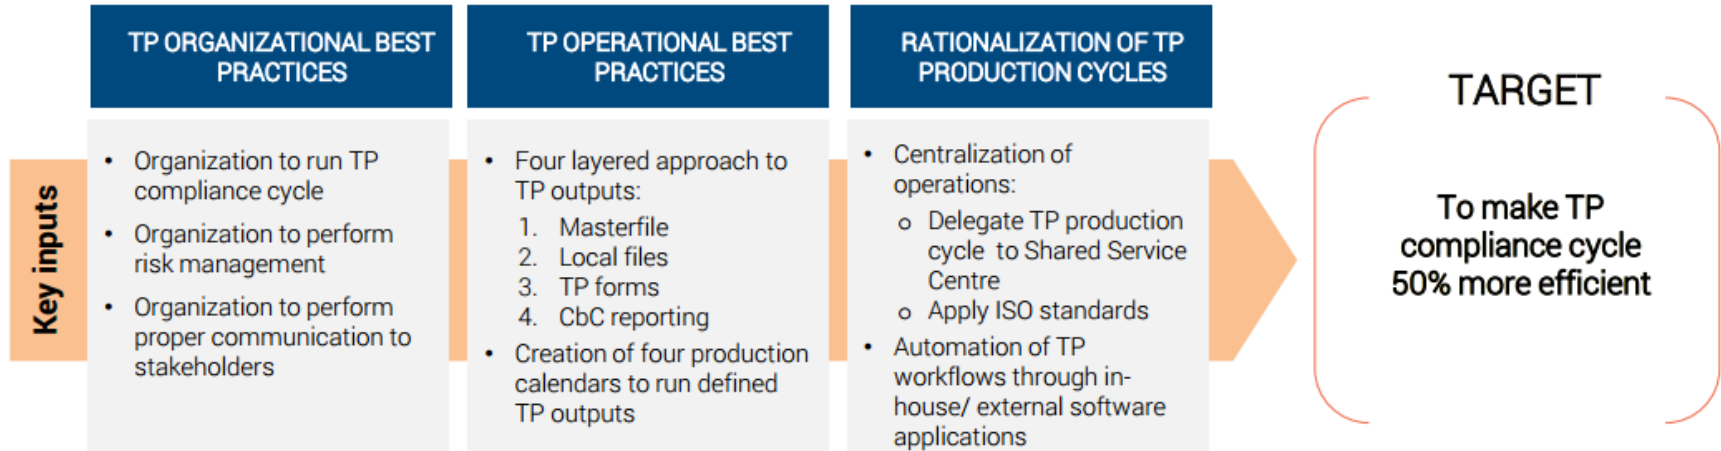 Key inputs
TP ORGANIZATIONAL BEST
PRACTICES
• Organization to run TP
compliance cycle
• Organization to perform
risk management
• Organization to perform
proper communication to
stakeholders
TP OPERATIONAL BEST
PRACTICES
• Four layered approach to
TP outputs:
1. Masterfile
2. Local files
3. TP forms
4. CbC reporting
• Creation of four production
calendars to run defined
TP outputs
RATIONALIZATION OF TP
PRODUCTION CYCLES
• Centralization of
operations:
o Delegate TP production
cycle to Shared Service
Centre
o Apply ISO standards
• Automation of TP
workflows through in-
house/ external software
applications
TARGET
To make TP
compliance cycle
50% more efficient